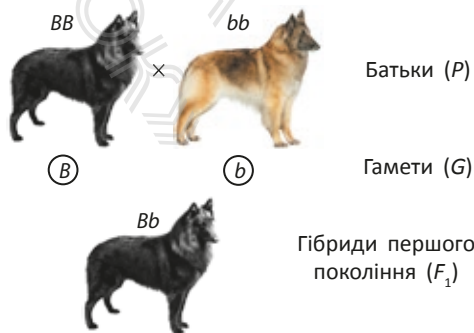 BB bb
×
Батьки (P)
B b Гамети (G)
Bb
Гібриди першого
покоління (F₁)